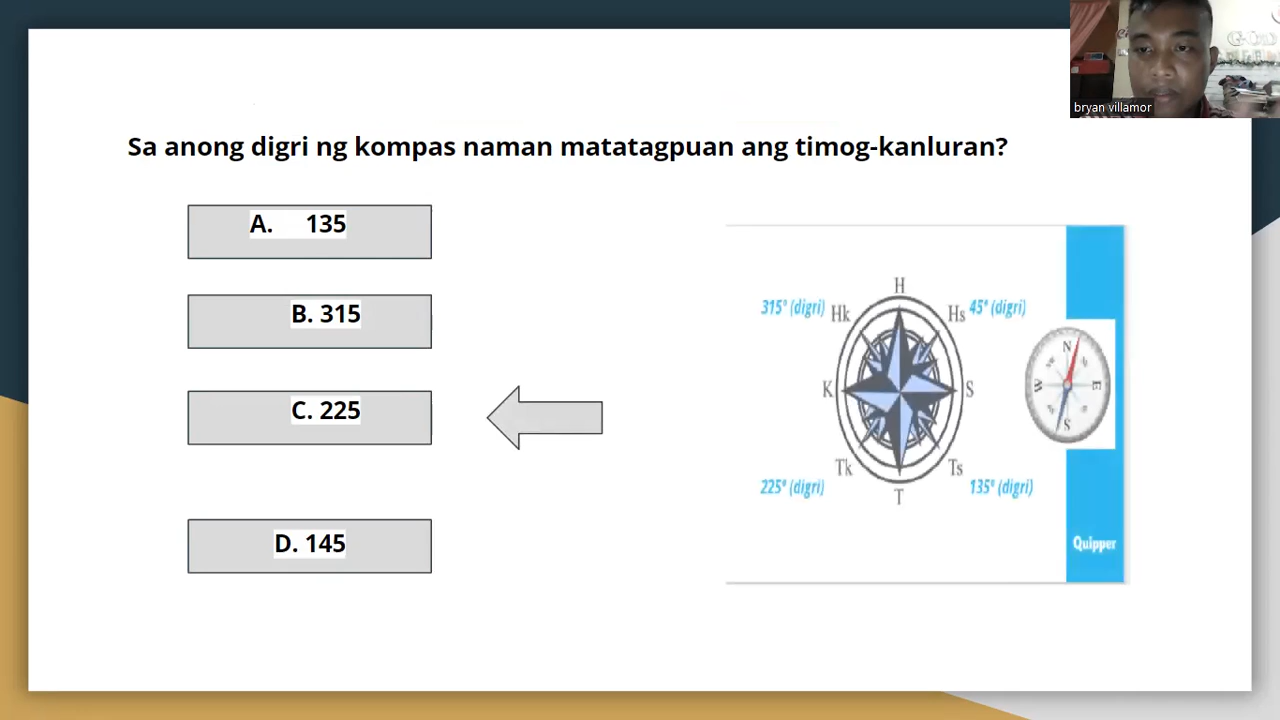 bryan villamor
Sa anong digri ng kompas naman matatagpuan ang timog-kanluran?
A. 135
B. 315
C. 225
D. 145
H
315° (digri) Hk
Hs 45° (digri)
K
S
Tk
Ts
225° (digri)
135° (digri)
T
N
W
E
S
Quipper